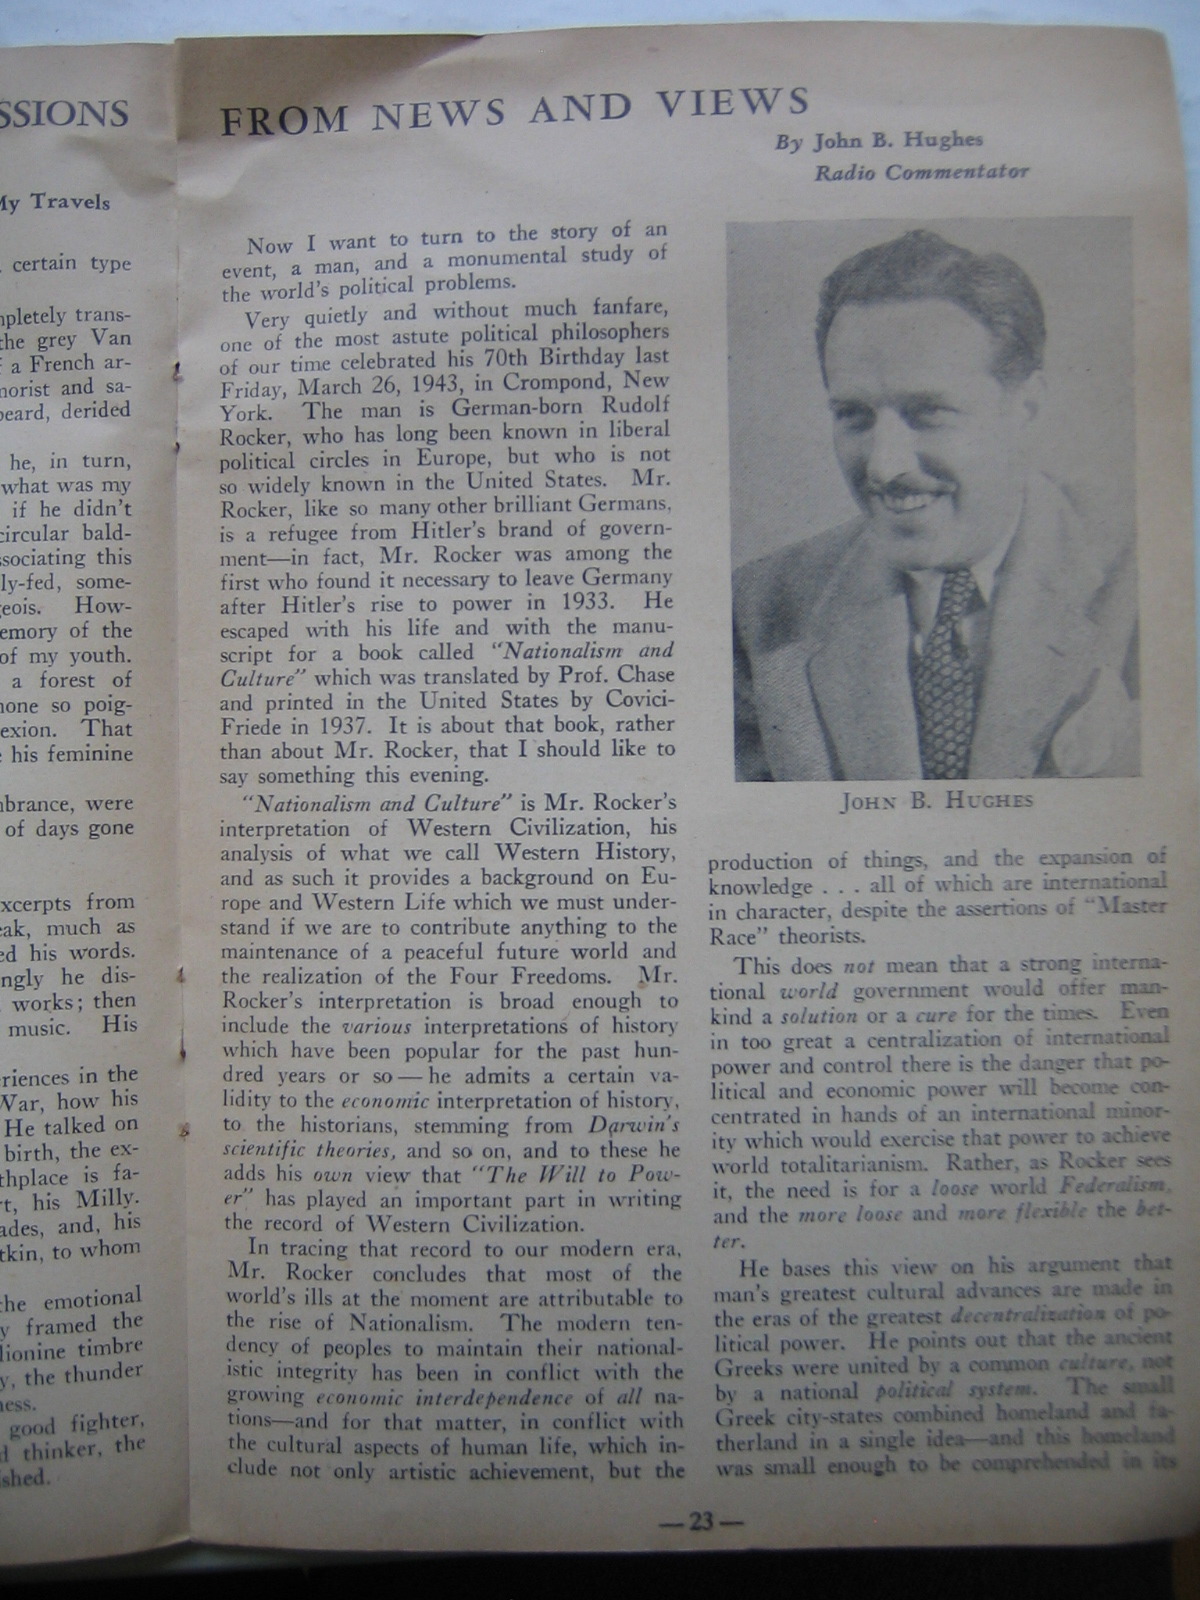 SSIONS
My Travels
certain type
mpletely trans-
the grey Van
f a French ar-
morist and sa-
beard, derided
he, in turn,
what was my
if he didn't
circular bald-
ssociating this
ly-fed, some-
geois. How-
emory of the
of my youth.
a forest of
none so poig-
exion. That
his feminine
mbrance, were
of days gone
xcerpts from
eak, much as
ed his words.
ngly he dis-
works; then
music. His
eriences in the
War, how his
He talked on
birth, the ex-
thplace is fa-
rt, his Milly.
ades, and, his
tkin, to whom
the emotional
y framed the
lionine timbre
y, the thunder
ness.
good fighter,
d thinker, the
ished.
FROM NEWS AND VIEWS
By John B. Hughes
Radio Commentator
Now I want to turn to the story of an
event, a man, and a monumental study of
the world's political problems.
Very quietly and without much fanfare,
one of the most astute political philosophers
of our time celebrated his 70th Birthday last
Friday, March 26, 1943, in Crompond, New
York. The man is German-born Rudolf
Rocker, who has long been known in liberal
political circles in Europe, but who is not
so widely known in the United States. Mr.
Rocker, like so many other brilliant Germans,
is a refugee from Hitler's brand of govern-
ment—in fact, Mr. Rocker was among the
first who found it necessary to leave Germany
after Hitler's rise to power in 1933. He
escaped with his life and with the manu-
script for a book called "Nationalism and
Culture" which was translated by Prof. Chase
and printed in the United States by Covici-
Friede in 1937. It is about that book, rather
than about Mr. Rocker, that I should like to
say something this evening.
"Nationalism and Culture" is Mr. Rocker's
interpretation of Western Civilization, his
analysis of what we call Western History,
and as such it provides a background on Eu-
rope and Western Life which we must under-
stand if we are to contribute anything to the
maintenance of a peaceful future world and
the realization of the Four Freedoms. Mr.
Rocker's interpretation is broad enough to
include the various interpretations of history
which have been popular for the past hun-
dred years or so — he admits a certain va-
lidity to the economic interpretation of history,
to the historians, stemming from Darwin's
scientific theories, and so on, and to these he
adds his own view that "The Will to Pow-
er" has played an important part in writing
the record of Western Civilization.
In tracing that record to our modern era,
Mr. Rocker concludes that most of the
world's ills at the moment are attributable to
the rise of Nationalism. The modern ten-
dency of peoples to maintain their national-
istic integrity has been in conflict with the
growing economic interdependence of all na-
tions—and for that matter, in conflict with
the cultural aspects of human life, which in-
clude not only artistic achievement, but the
JOHN B. HUGHES
production of things, and the expansion of
knowledge . . . all of which are international
in character, despite the assertions of "Master
Race" theorists.
This does not mean that a strong interna-
tional world government would offer man-
kind a solution or a cure for the times. Even
in too great a centralization of international
power and control there is the danger that po-
litical and economic power will become con-
centrated in hands of an international minor-
ity which would exercise that power to achieve
world totalitarianism. Rather, as Rocker sees
it, the need is for a loose world Federalism,
and the more loose and more flexible the bet-
ter.
He bases this view on his argument that
man's greatest cultural advances are made in
the eras of the greatest decentralization of po-
litical power. He points out that the ancient
Greeks were united by a common culture, not
by a national political system. The small
Greek city-states combined homeland and fa-
therland in a single idea—and this homeland
was small enough to be comprehended in its
— 23 —